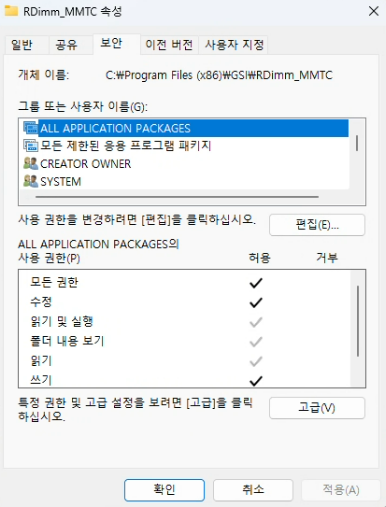 RDimm_MMTC 속성
일반 공유 보안 이전 버전 사용자 지정
개체 이름: C:₩Program Files (x86)₩GSI₩RDimm_MMTC
그룹 또는 사용자 이름(G):
ALL APPLICATION PACKAGES
모든 제한된 응용 프로그램 패키지
CREATOR OWNER
SYSTEM
사용 권한을 변경하려면 [편집]을 클릭하십시오. 편집(E)...
ALL APPLICATION PACKAGES의
사용 권한(P) 허용 거부
모든 권한
수정
읽기 및 실행
폴더 내용 보기
읽기
쓰기
특정 권한 및 고급 설정을 보려면 [고급]을 클릭
하십시오. 고급(V)
확인 취소 적용(A)